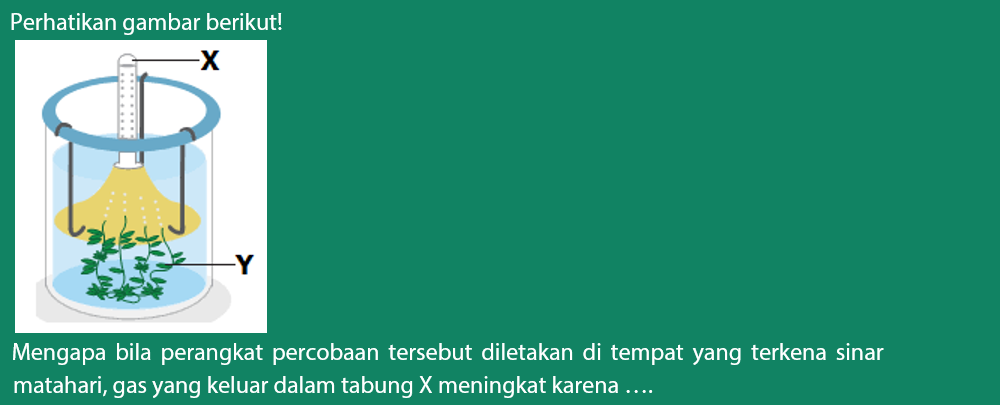 Perhatikan gambar berikut!
X
Y
Mengapa bila perangkat percobaan tersebut diletakan di tempat yang terkena sinar
matahari, gas yang keluar dalam tabung X meningkat karena ....